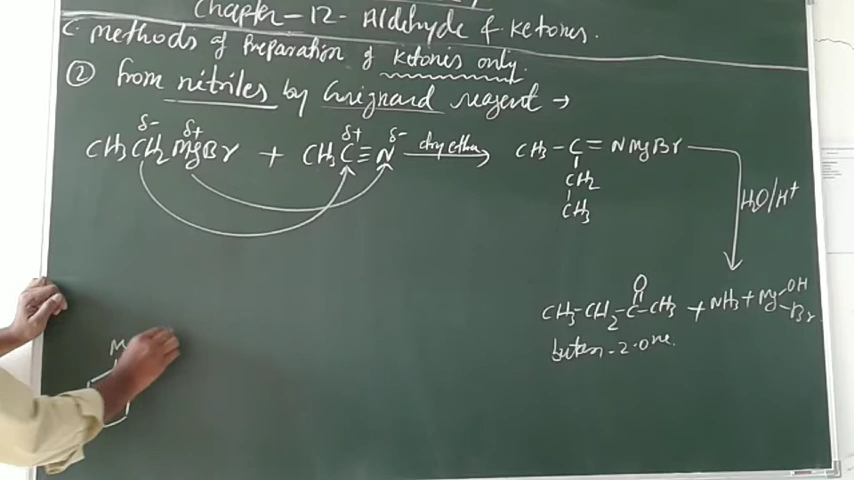 Chapter-12- Aldehyde & Ketones.
C. methods of Preparation of Ketones only.
② from nitriles by Grignard reagent →
δ- δ+ δ+ δ-
CH3CH2MgBr + CH3C≡N dry ether CH3-C=NMgBr
CH2
CH3
H2O/H+
O OH
CH3-CH2-C-CH3 + NH3 + Mg
Br
butan-2-one.
M